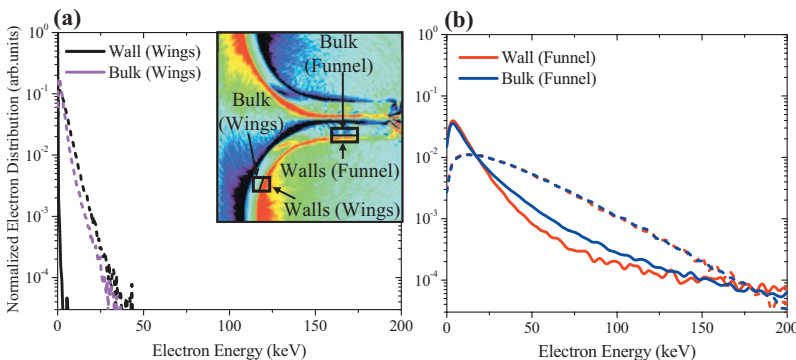 (a)
Normalized Electron Distribution (arb.units)
10^0
10^-1
10^-2
10^-3
10^-4
Wall (Wings)
Bulk (Wings)
Bulk
(Funnel)
Bulk
(Wings)
Walls (Funnel)
Walls (Wings)
0 50 100 150 200
Electron Energy (keV)
(b)
10^0
10^-1
10^-2
10^-3
10^-4
Wall (Funnel)
Bulk (Funnel)
0 50 100 150 200
Electron Energy (keV)